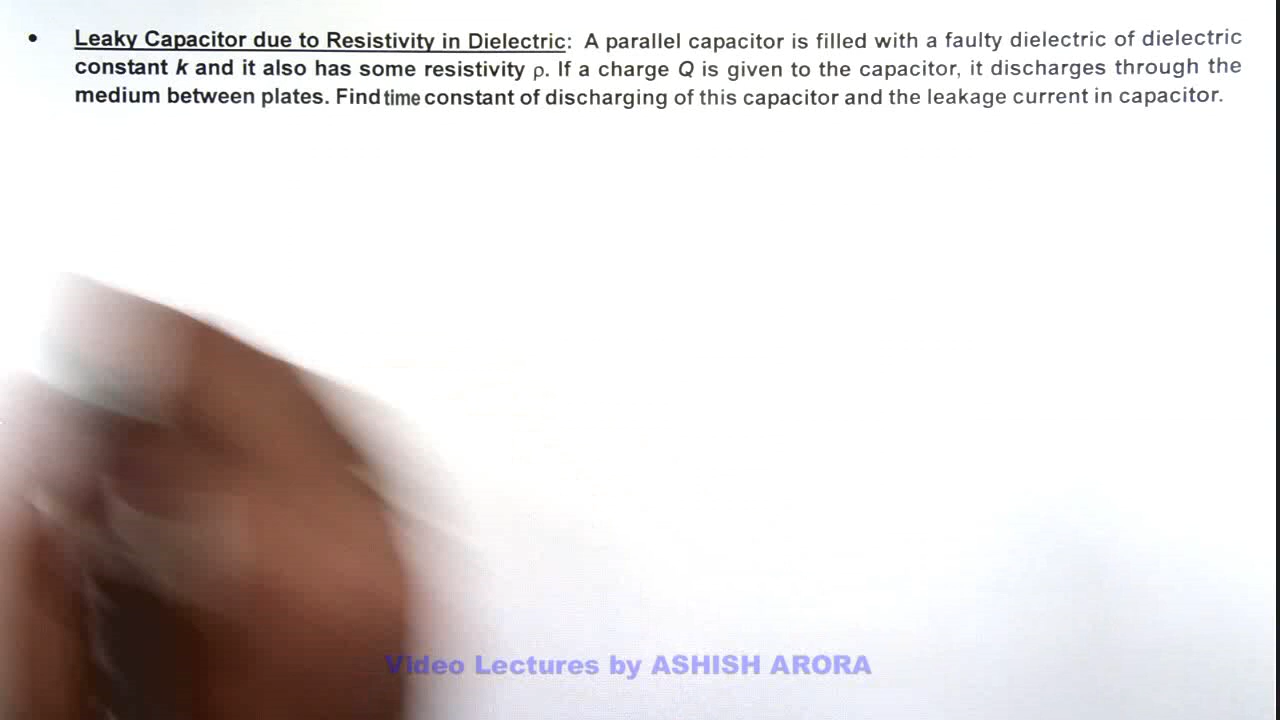 • Leaky Capacitor due to Resistivity in Dielectric: A parallel capacitor is filled with a faulty dielectric of dielectric
constant k and it also has some resistivity ρ. If a charge Q is given to the capacitor, it discharges through the
medium between plates. Find time constant of discharging of this capacitor and the leakage current in capacitor.
Video Lectures by ASHISH ARORA